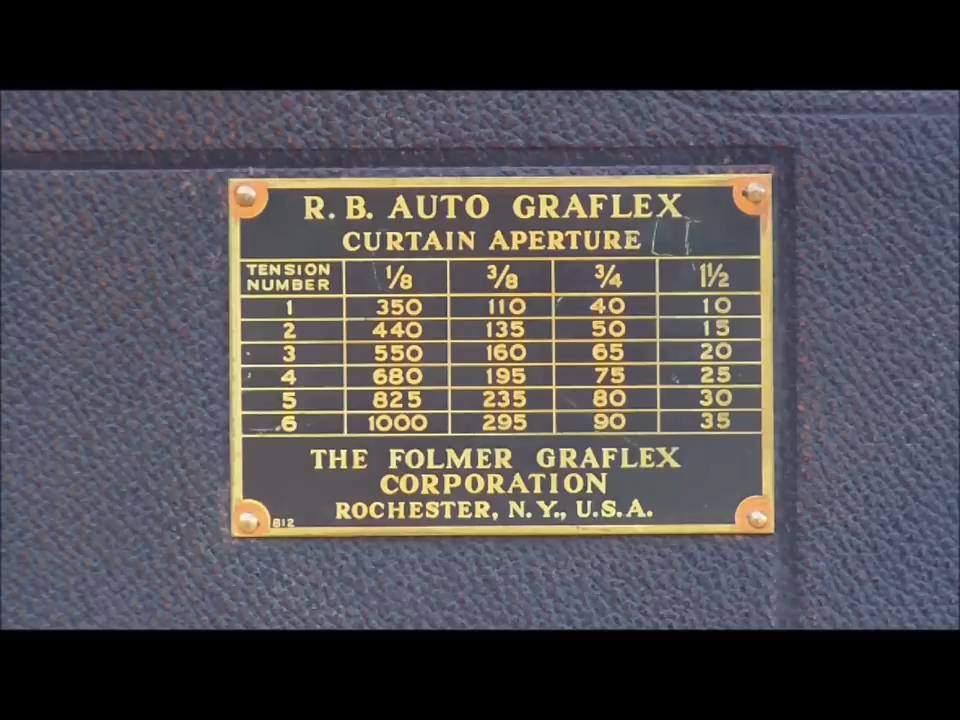 R. B. AUTO GRAFLEX
CURTAIN APERTURE
TENSION NUMBER 1/8 3/8 3/4 1 1/2
1 350 110 40 10
2 440 135 50 15
3 550 160 65 20
4 680 195 75 25
5 825 235 80 30
6 1000 295 90 35
THE FOLMER GRAFLEX
CORPORATION
ROCHESTER, N.Y., U.S.A.
812